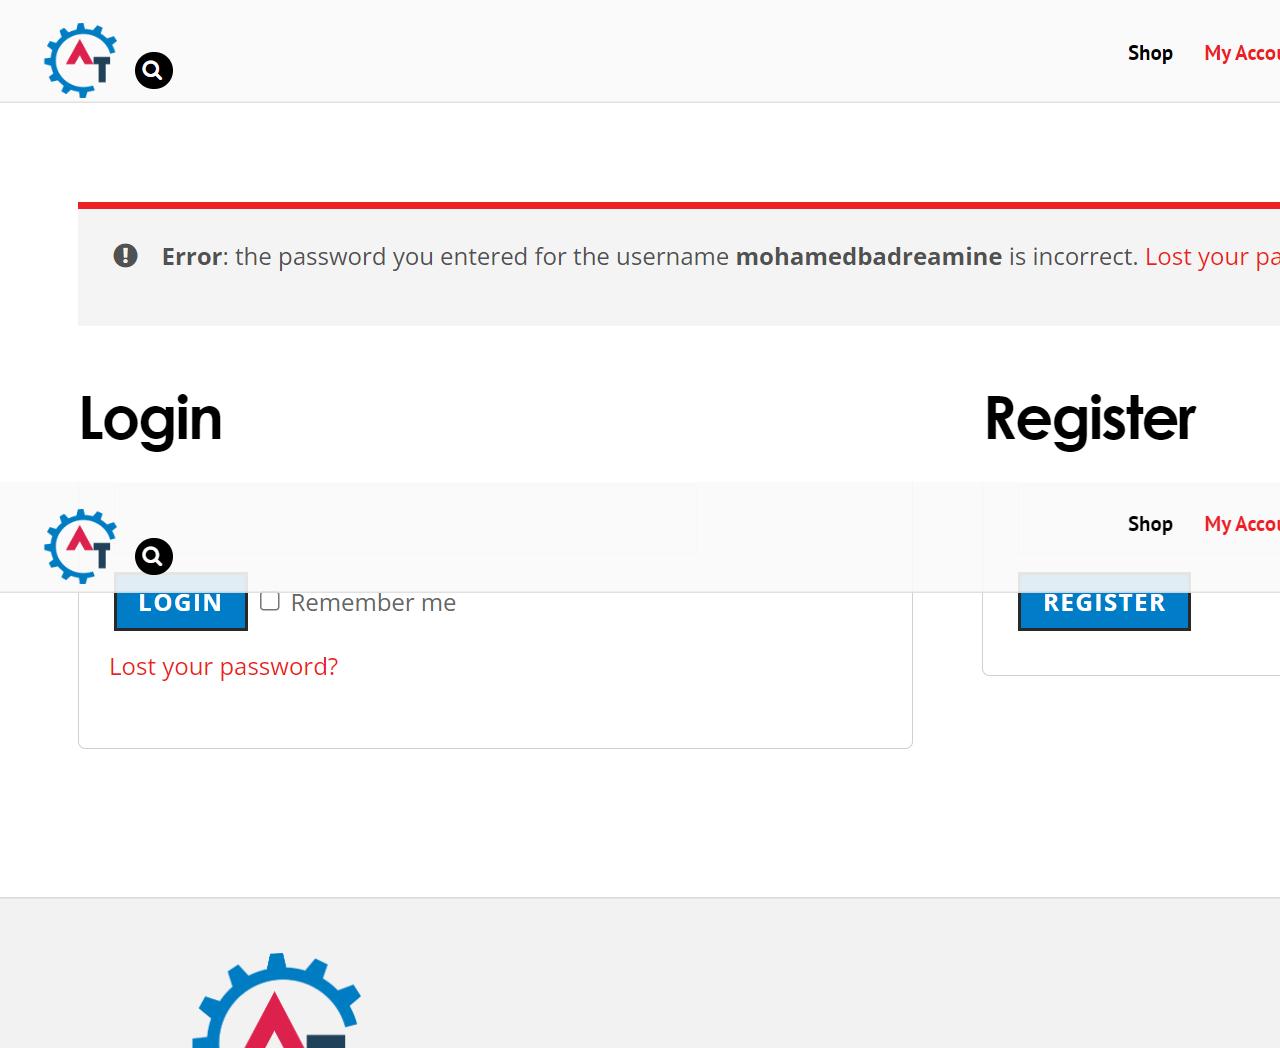 Shop My Accou
Error: the password you entered for the username mohamedbadreamine is incorrect. Lost your pa
Login Register
Shop My Accou
LOGIN Remember me REGISTER
Lost your password?